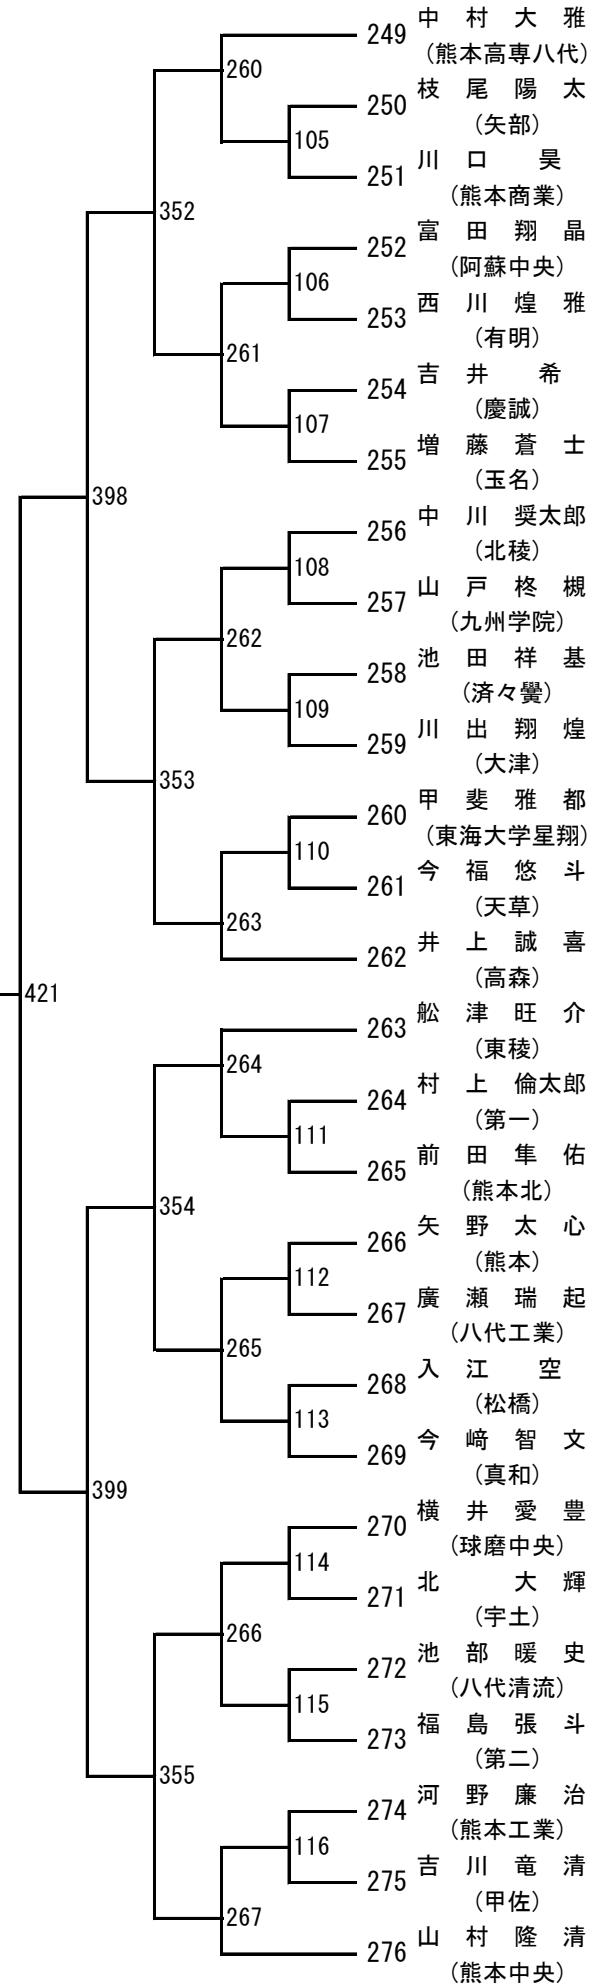 249 中村大雅
260 (熊本高専八代)
250 枝尾陽太
105 (矢部)
251 川口昊
(熊本商業)
352
252 富田翔晶
106 (阿蘇中央)
253 西川煌雅
261 (有明)
254 吉井希
107 (慶誠)
255 増藤蒼士
(玉名)
398
256 中川奨太郎
108 (北稜)
257 山戸柊槻
262 (九州学院)
258 池田祥基
109 (済々黌)
259 川出翔煌
(大津)
353
260 甲斐雅都
110 (東海大学星翔)
261 今福悠斗
263 (天草)
262 井上誠喜
(高森)
421
263 舩津旺介
264 (東稜)
264 村上倫太郎
111 (第一)
265 前田隼佑
(熊本北)
354
266 矢野太心
112 (熊本)
267 廣瀬瑞起
265 (八代工業)
268 入江空
113 (松橋)
269 今﨑智文
(真和)
399
270 横井愛豊
114 (球磨中央)
271 北大輝
266 (宇土)
272 池部暖史
115 (八代清流)
273 福島張斗
(第二)
355
274 河野廉治
116 (熊本工業)
275 吉川竜清
267 (甲佐)
276 山村隆清
(熊本中央)